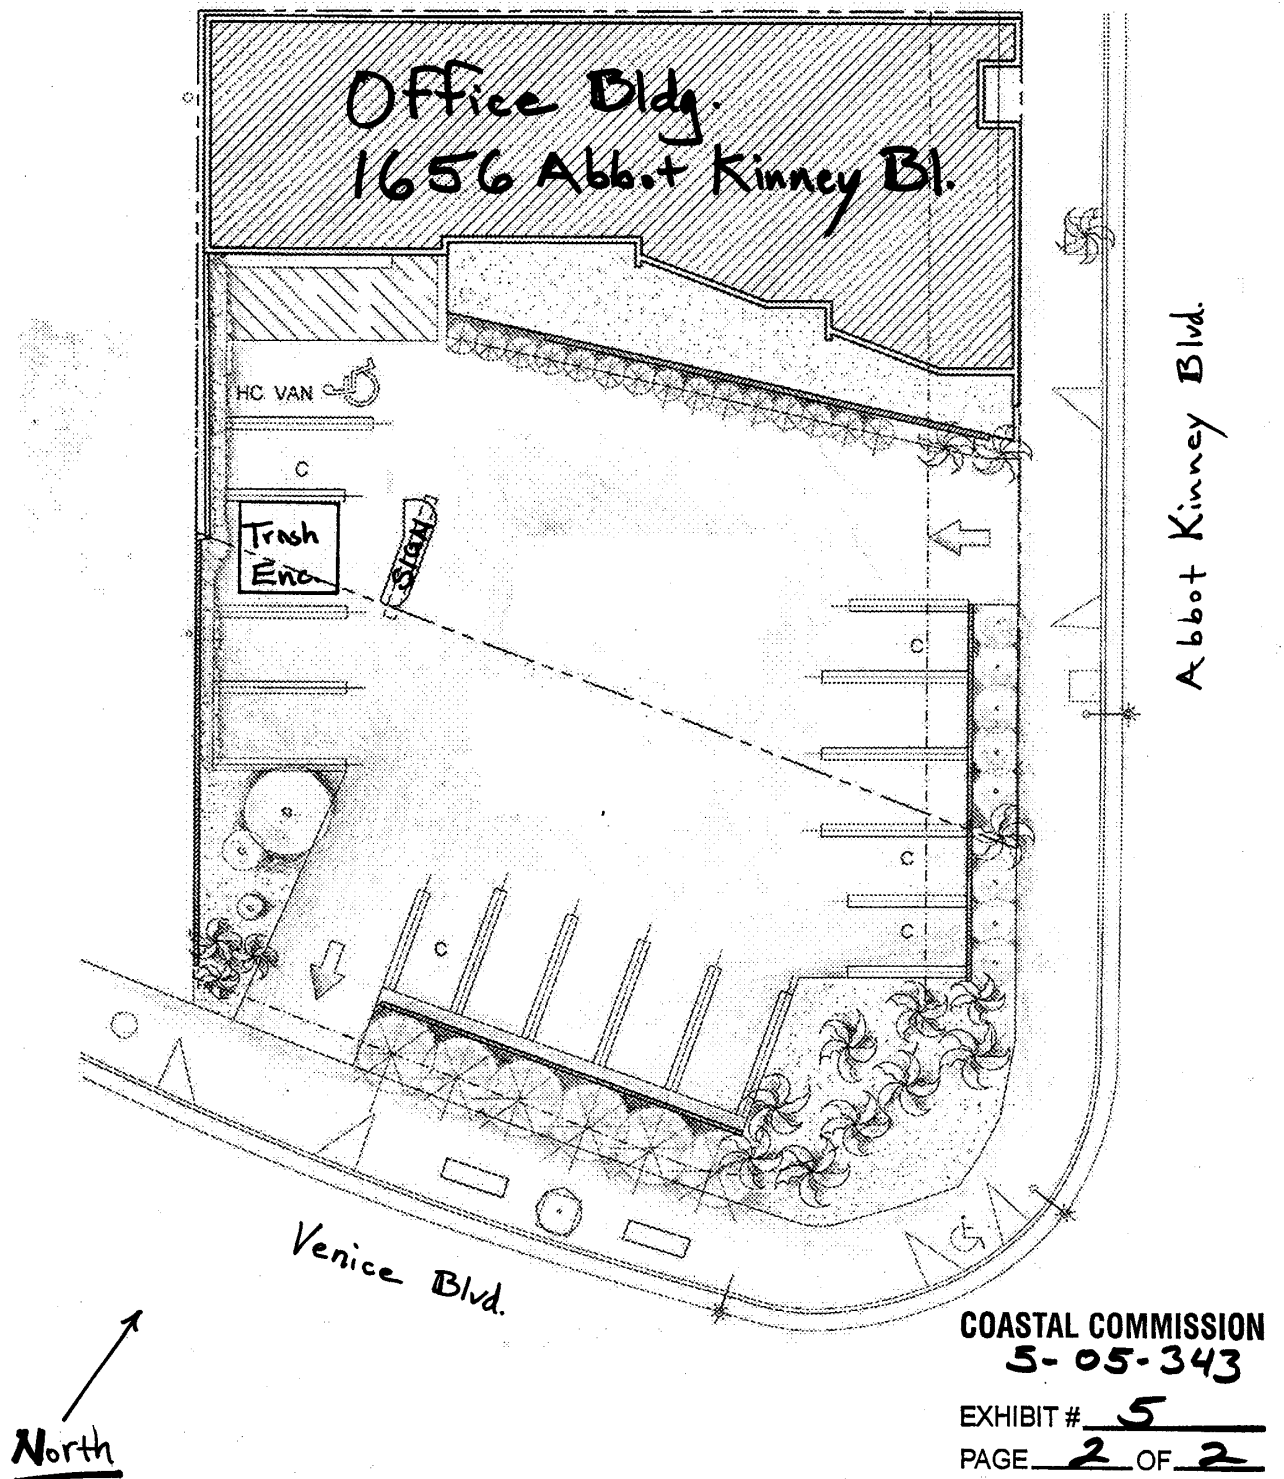 Office Bldg.
1656 Abbot Kinney Bl.
HC VAN
C
Trash
Enc.
Sign
C
C
C
C
Abbot Kinney Blvd.
Venice Blvd.
North
COASTAL COMMISSION
5-05-343
EXHIBIT # 5
PAGE 2 OF 2